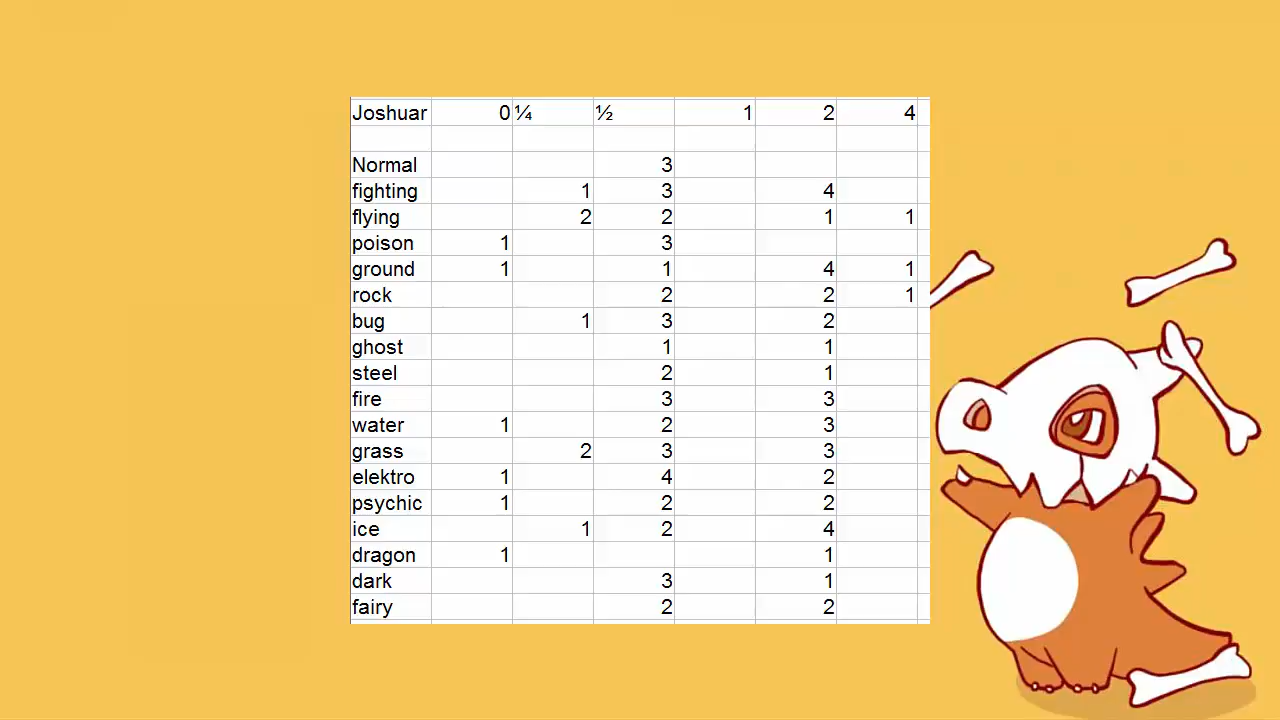 Joshuar 0 ¼ ½ 1 2 4
Normal 3
fighting 1 3 4
flying 2 2 1 1
poison 1 3
ground 1 1 4 1
rock 2 2 1
bug 1 3 2
ghost 1 1
steel 2 1
fire 3 3
water 1 2 3
grass 2 3 3
elektro 1 4 2
psychic 1 2 2
ice 1 2 4
dragon 1 1
dark 3 1
fairy 2 2